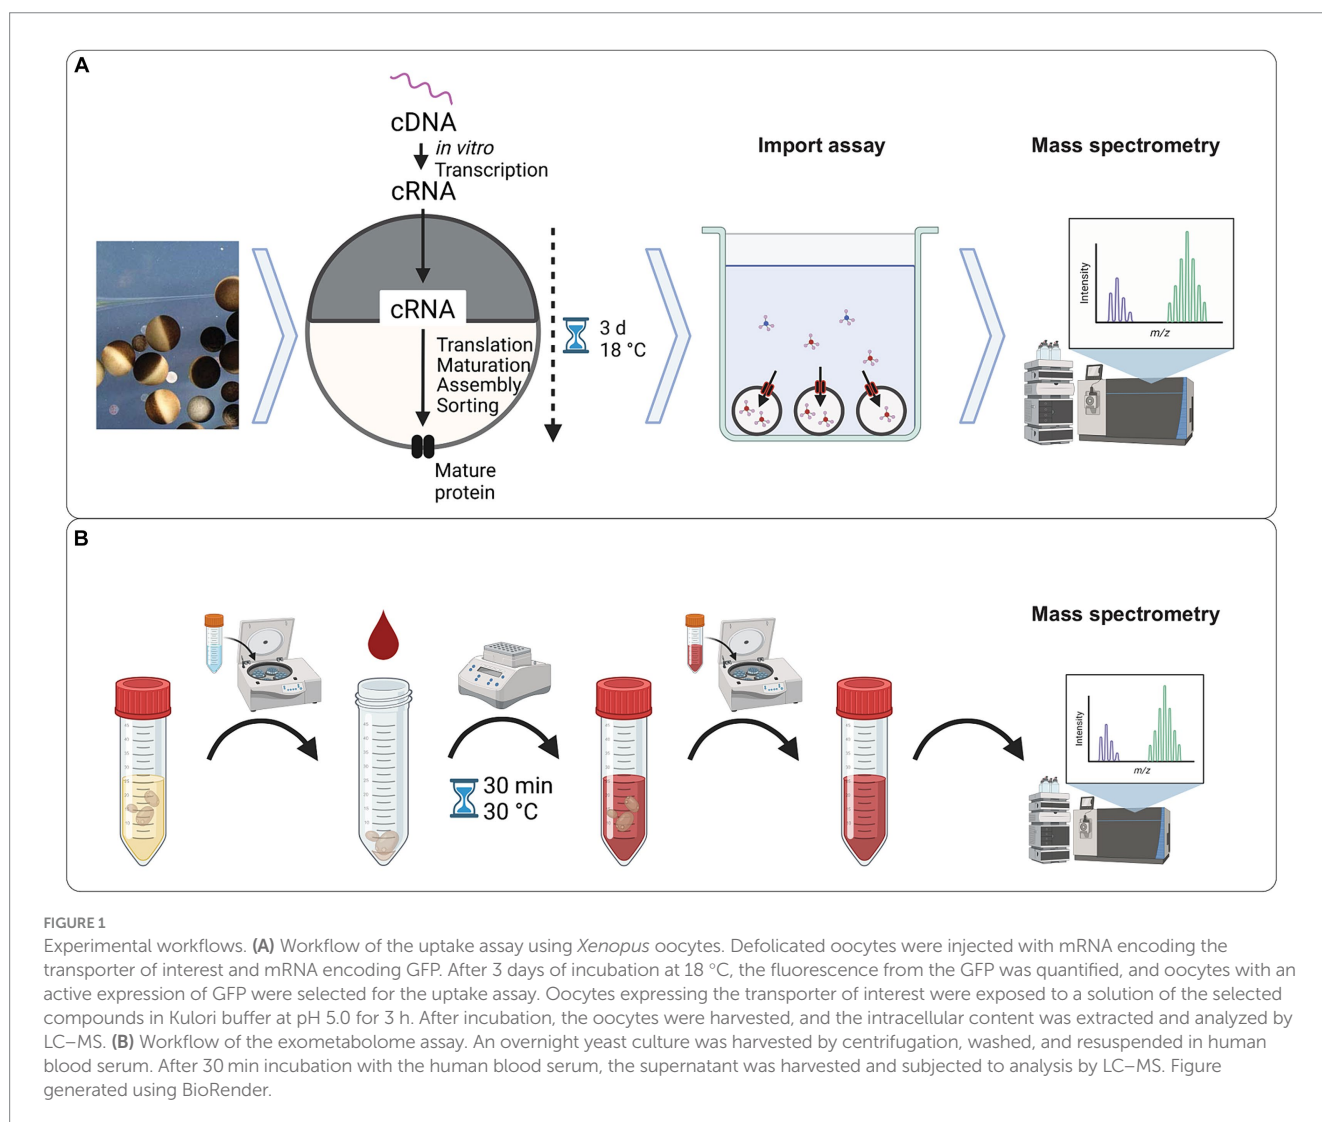 A
cDNA
in vitro
Transcription
cRNA
cRNA
Translation
Maturation
Assembly
Sorting
Mature
protein
3 d
18 °C
Import assay
Mass spectrometry
Intensity
m/z
B
30 min
30 °C
Mass spectrometry
Intensity
m/z
FIGURE 1
Experimental workflows. (A) Workflow of the uptake assay using Xenopus oocytes. Defolicated oocytes were injected with mRNA encoding the
transporter of interest and mRNA encoding GFP. After 3 days of incubation at 18 °C, the fluorescence from the GFP was quantified, and oocytes with an
active expression of GFP were selected for the uptake assay. Oocytes expressing the transporter of interest were exposed to a solution of the selected
compounds in Kulori buffer at pH 5.0 for 3 h. After incubation, the oocytes were harvested, and the intracellular content was extracted and analyzed by
LC–MS. (B) Workflow of the exometabolome assay. An overnight yeast culture was harvested by centrifugation, washed, and resuspended in human
blood serum. After 30 min incubation with the human blood serum, the supernatant was harvested and subjected to analysis by LC–MS. Figure
generated using BioRender.